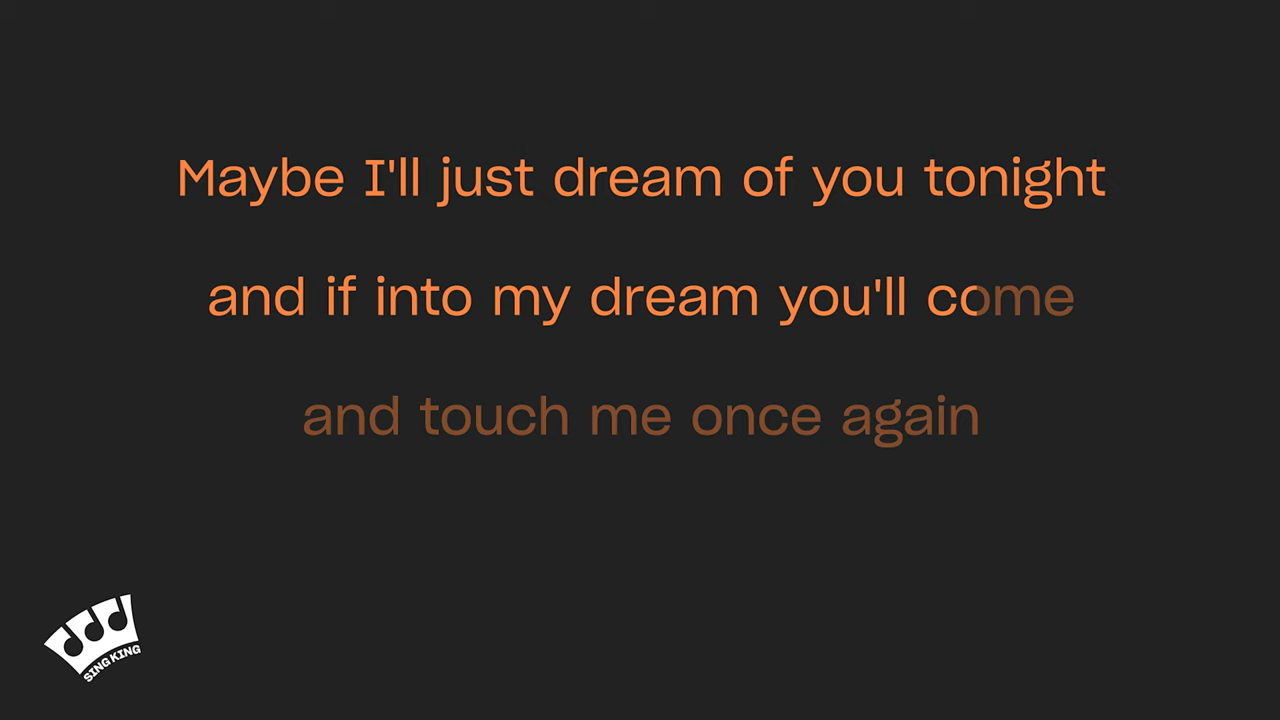 Maybe I'll just dream of you tonight
and if into my dream you'll come
and touch me once again
SING KING